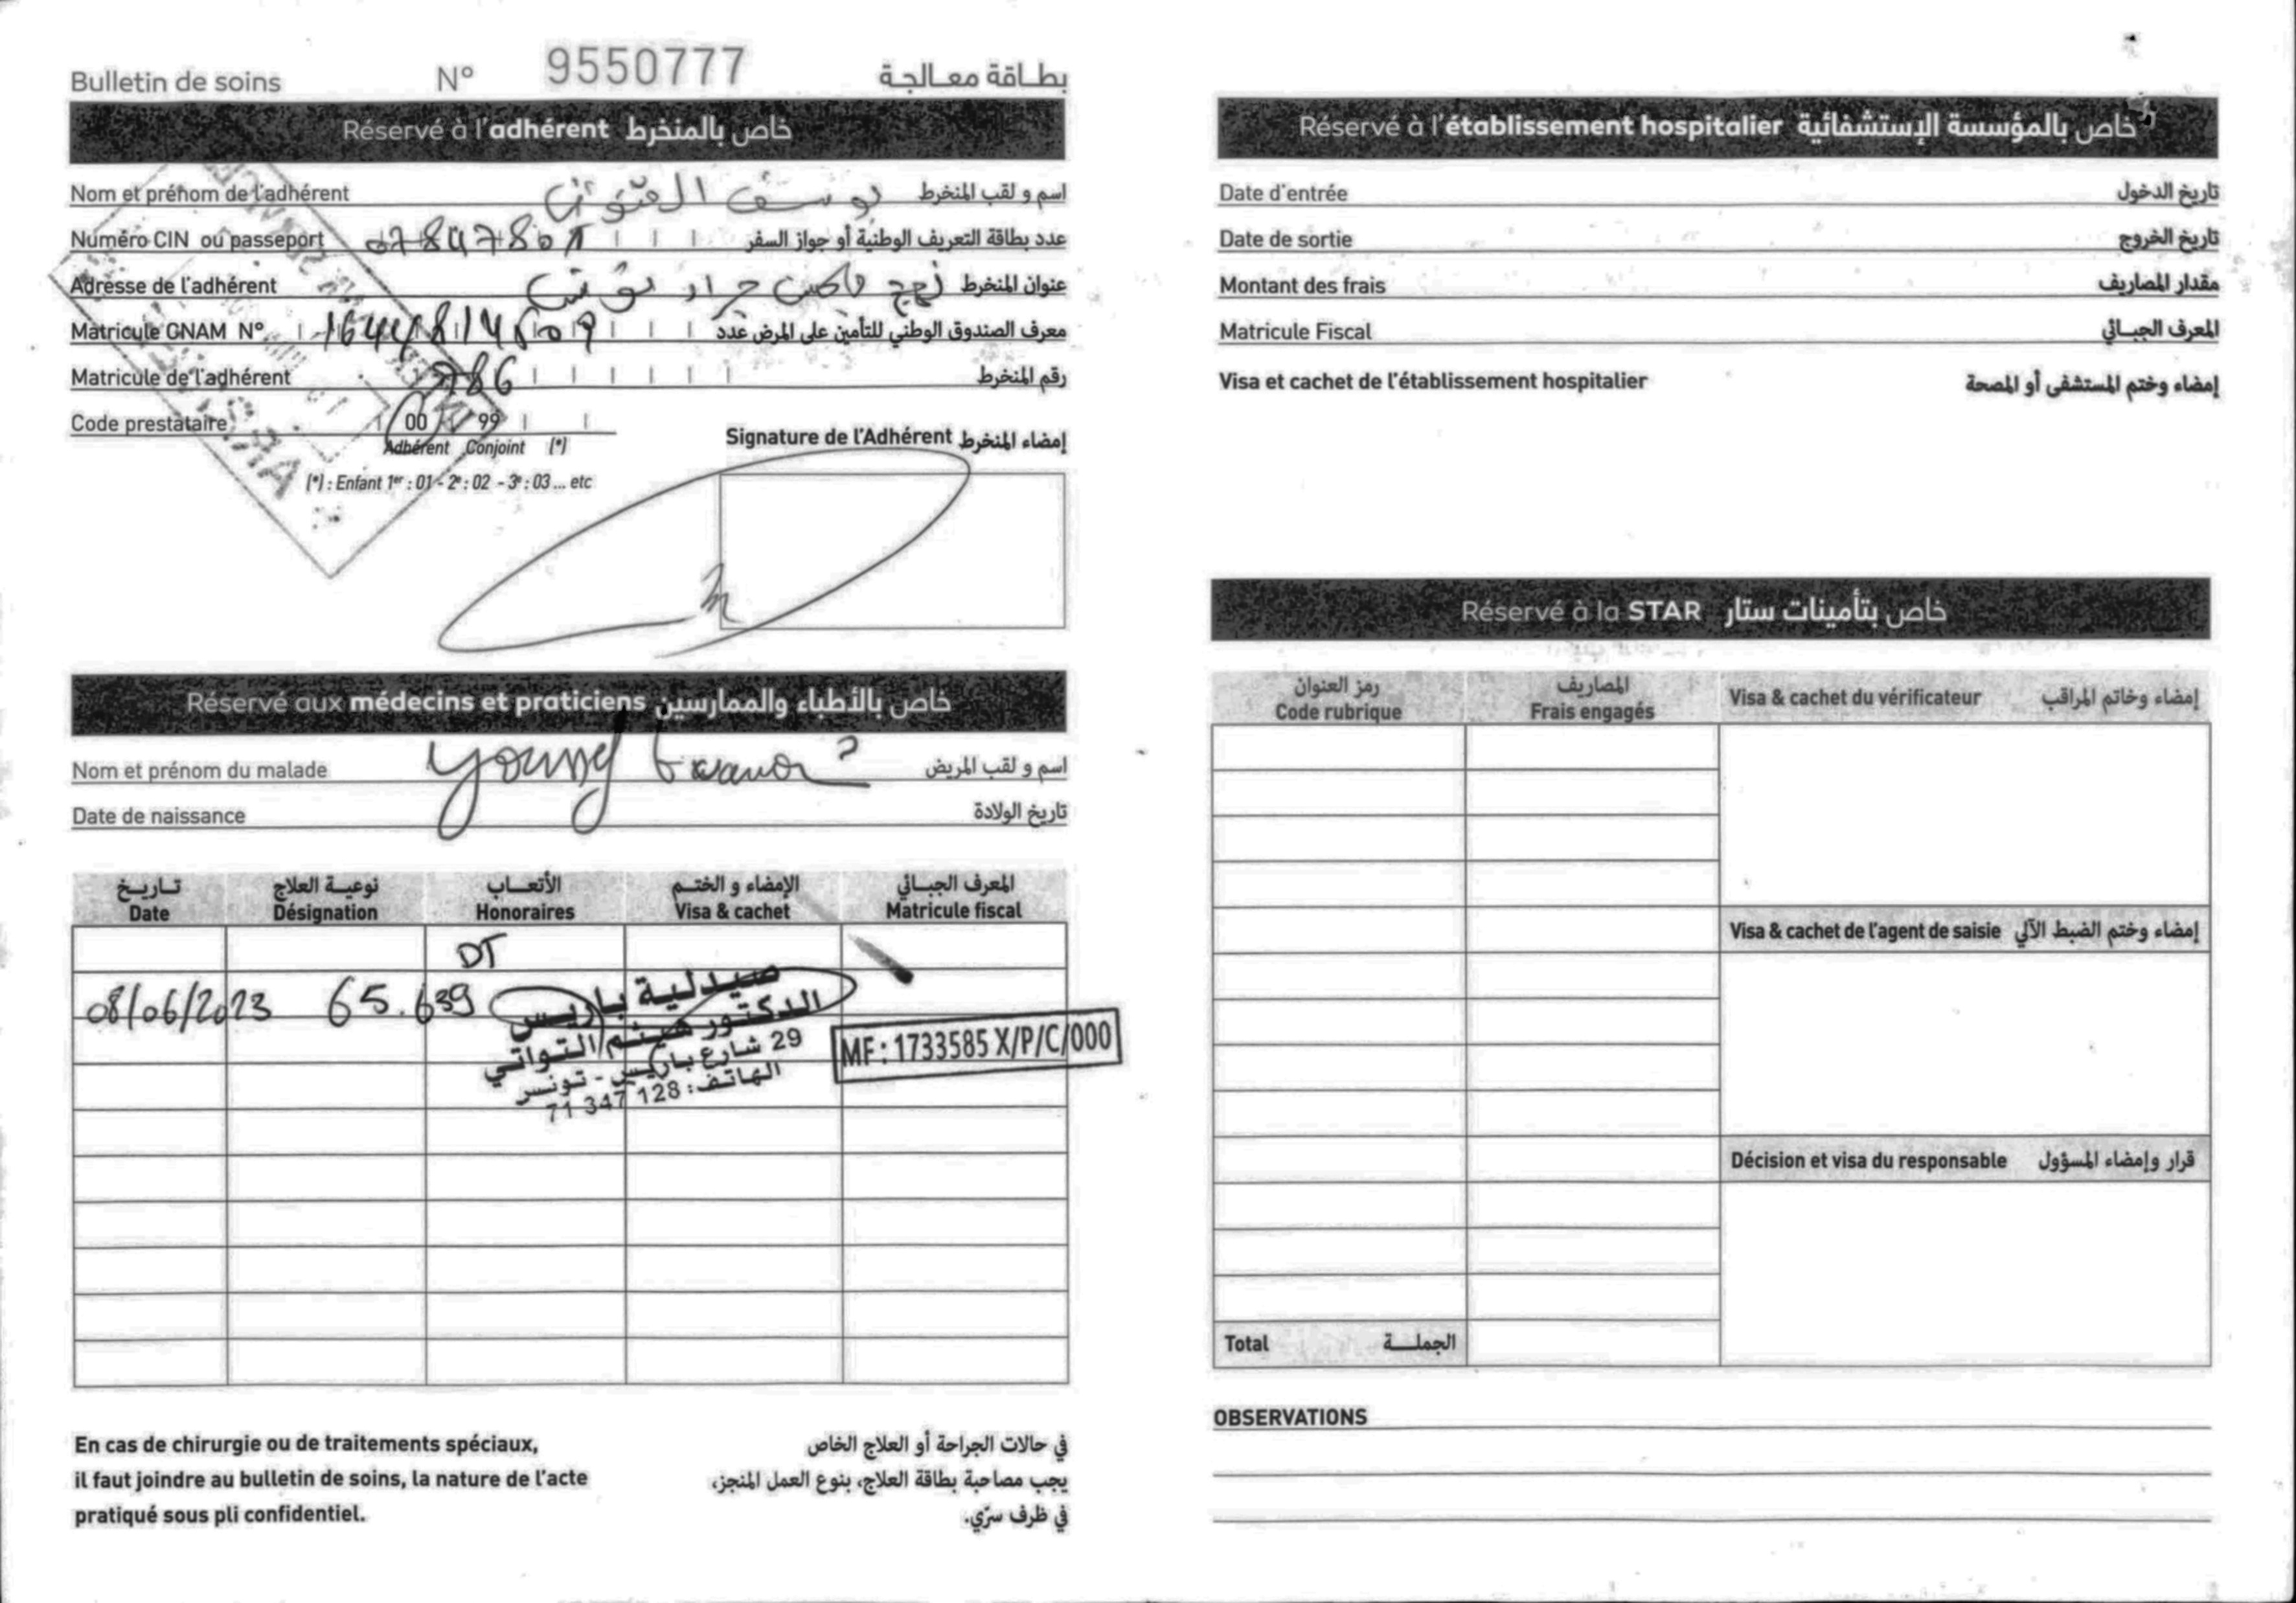 Bulletin de soins N° 9550777 بطاقة معالجة
Réservé à l'adhérent خاص بالمنخرط
Nom et prénom de l'adhérent يوسف اسم و لقب المنخرط
Numéro CIN ou passeport عدد بطاقة التعريف الوطنية أو جواز السفر
Adresse de l'adhérent نهج تونس عنوان المنخرط
Matricule CNAM N° معرف الصندوق الوطني للتأمين على المرض عدد
Matricule de l'adhérent 786 رقم المنخرط
Code prestataire 00 99
Adhérent Conjoint (*)
(*) : Enfant 1er : 01 - 2e : 02 - 3e : 03 ... etc
Signature de l'Adhérent إمضاء المنخرط
Réservé aux médecins et praticiens خاص بالأطباء والممارسين
Nom et prénom du malade Youssef اسم و لقب المريض
Date de naissance تاريخ الولادة
تاريخ نوعية العلاج الأتعاب الإمضاء و الختم المعرف الجبائي
Date Désignation Honoraires Visa & cachet Matricule fiscal
DT
08/06/2023 65.639
صيدلية باريس
الدكتور هيثم التواتي
29 شارع باريس - تونس
الهاتف: 128 347 71
MF : 1733585 X/P/C/000
En cas de chirurgie ou de traitements spéciaux,
il faut joindre au bulletin de soins, la nature de l'acte
pratiqué sous pli confidentiel.
في حالات الجراحة أو العلاج الخاص
يجب مصاحبة بطاقة العلاج، بنوع العمل المنجز،
في ظرف سرّي.
Réservé à l'établissement hospitalier خاص بالمؤسسة الإستشفائية
Date d'entrée تاريخ الدخول
Date de sortie تاريخ الخروج
Montant des frais مقدار المصاريف
Matricule Fiscal المعرف الجبائي
Visa et cachet de l'établissement hospitalier إمضاء وختم المستشفى أو المصحة
Réservé à la STAR خاص بتأمينات ستار
رمز العنوان المصاريف
Code rubrique Frais engagés
Visa & cachet du vérificateur إمضاء وخاتم المراقب
Visa & cachet de l'agent de saisie إمضاء وختم الضبط الآلي
Décision et visa du responsable قرار وإمضاء المسؤول
Total الجملة
OBSERVATIONS